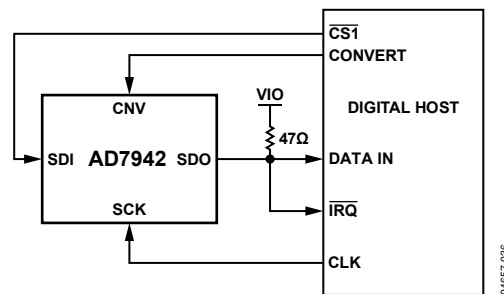 CS1
CONVERT
CNV
VIO
DIGITAL HOST
47Ω
SDI
AD7942
SDO
DATA IN
SCK
IRQ
CLK